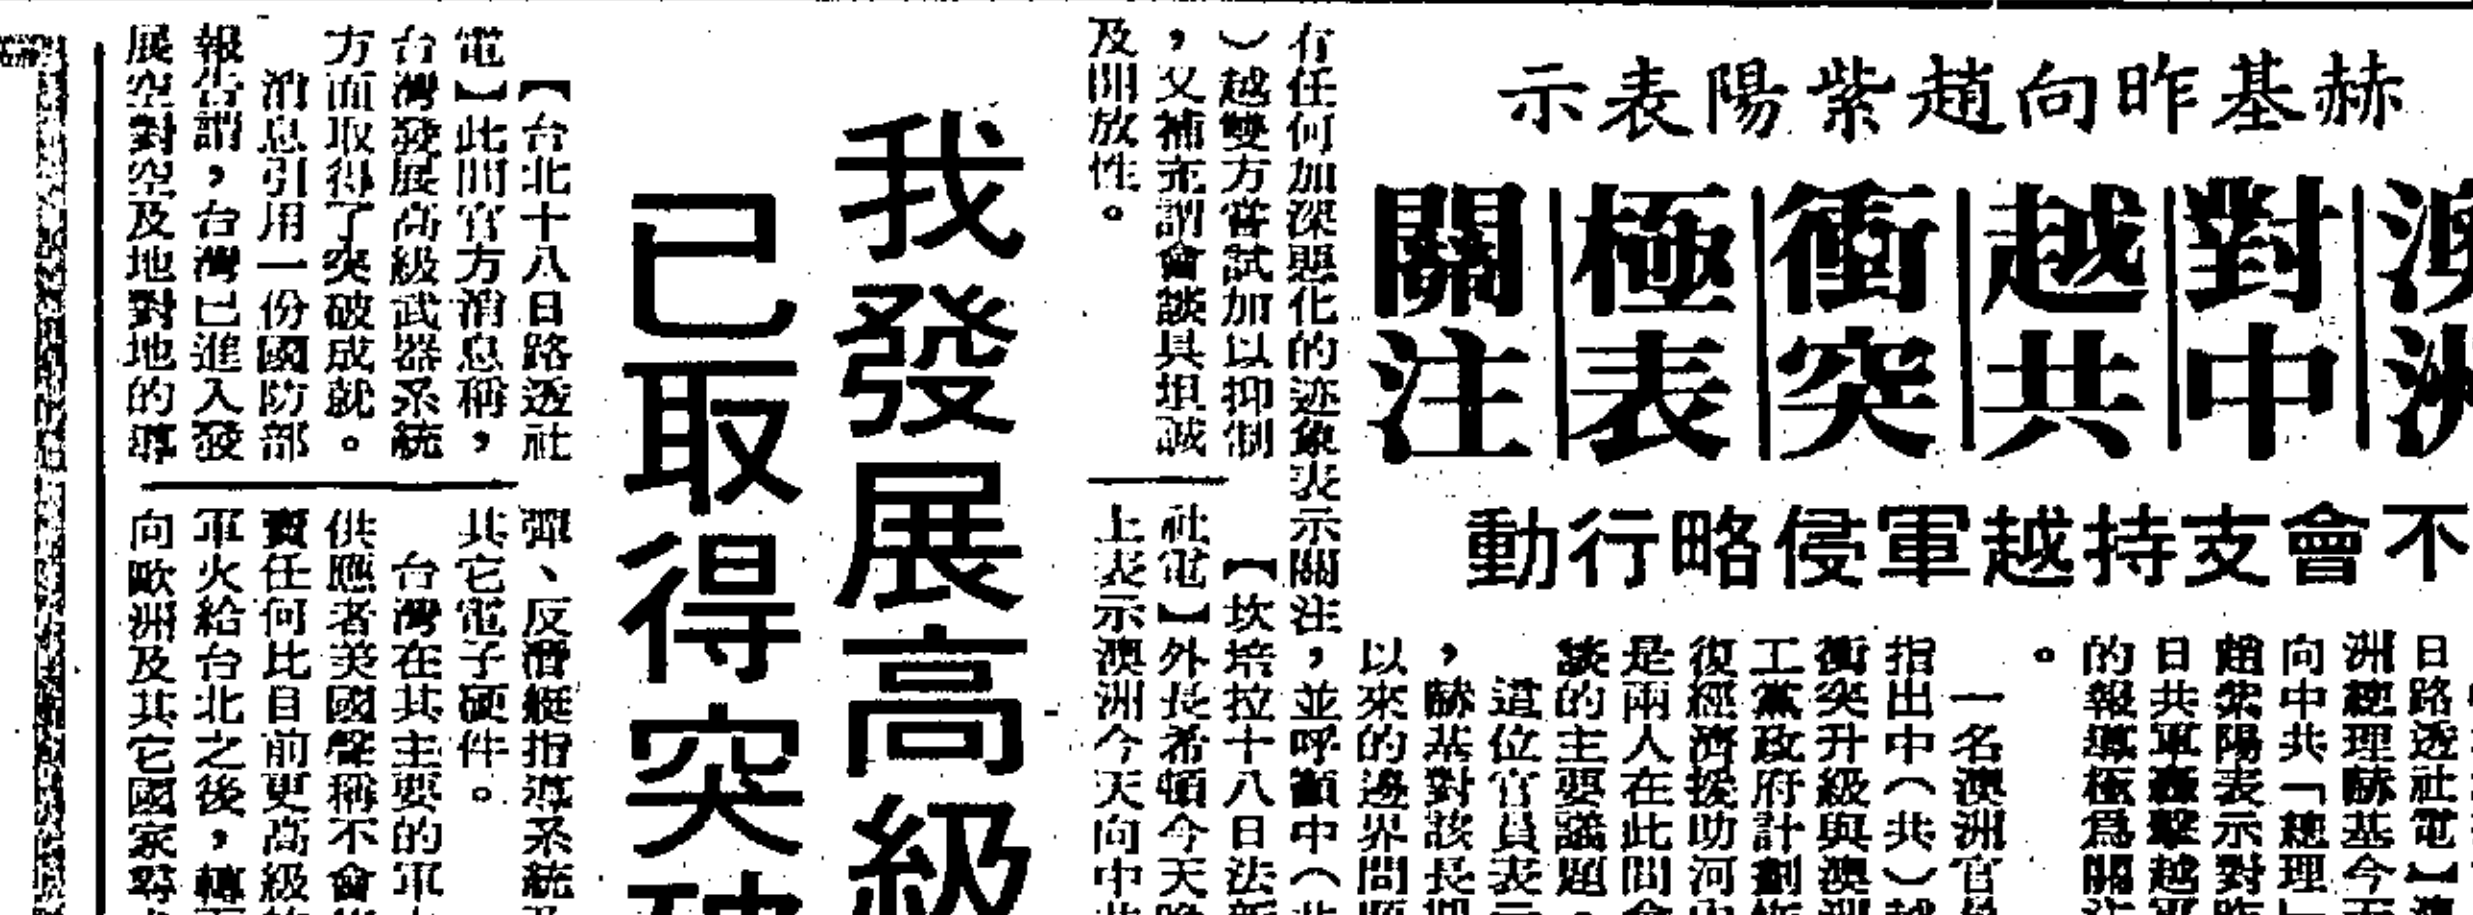 赫基昨向趙紫陽表示
澳洲
對中
越共
衝突
極表
關注
不會支持越軍侵略行動
日路透社電】澳
洲總理赫基今天
向中共「總理」
趙紫陽表示對昨
日共軍轟擊越軍
的報導極爲關注
。
一名澳洲官員
指出中（共）越
衝突升級與澳洲
工黨政府計劃恢
復經濟援助河內
是兩人在此間會
談的主要議題。
這位官員表示
，赫基對該長期
以來的邊界問題
有任何加深惡化的迹象表示關注，並呼籲中（共
）越雙方嘗試加以抑制
，又補充謂會談具坦誠
及開放性。
【坎培拉十八日法新
社電】外長希頓今天晚
上表示澳洲今天向中共
我發展高級
已取得突破
【台北十八日路透社
電】此間官方消息稱，
台灣發展高級武器系統
方面取得了突破成就。
消息引用一份國防部
報告謂，台灣已進入發
展空對空及地對地的導
彈、反潛艇指導系統及
其它電子硬件。
台灣在其主要的軍
供應者美國聲稱不會
賣任何比目前更高級
軍火給台北之後，轉
向歐洲及其它國家尋